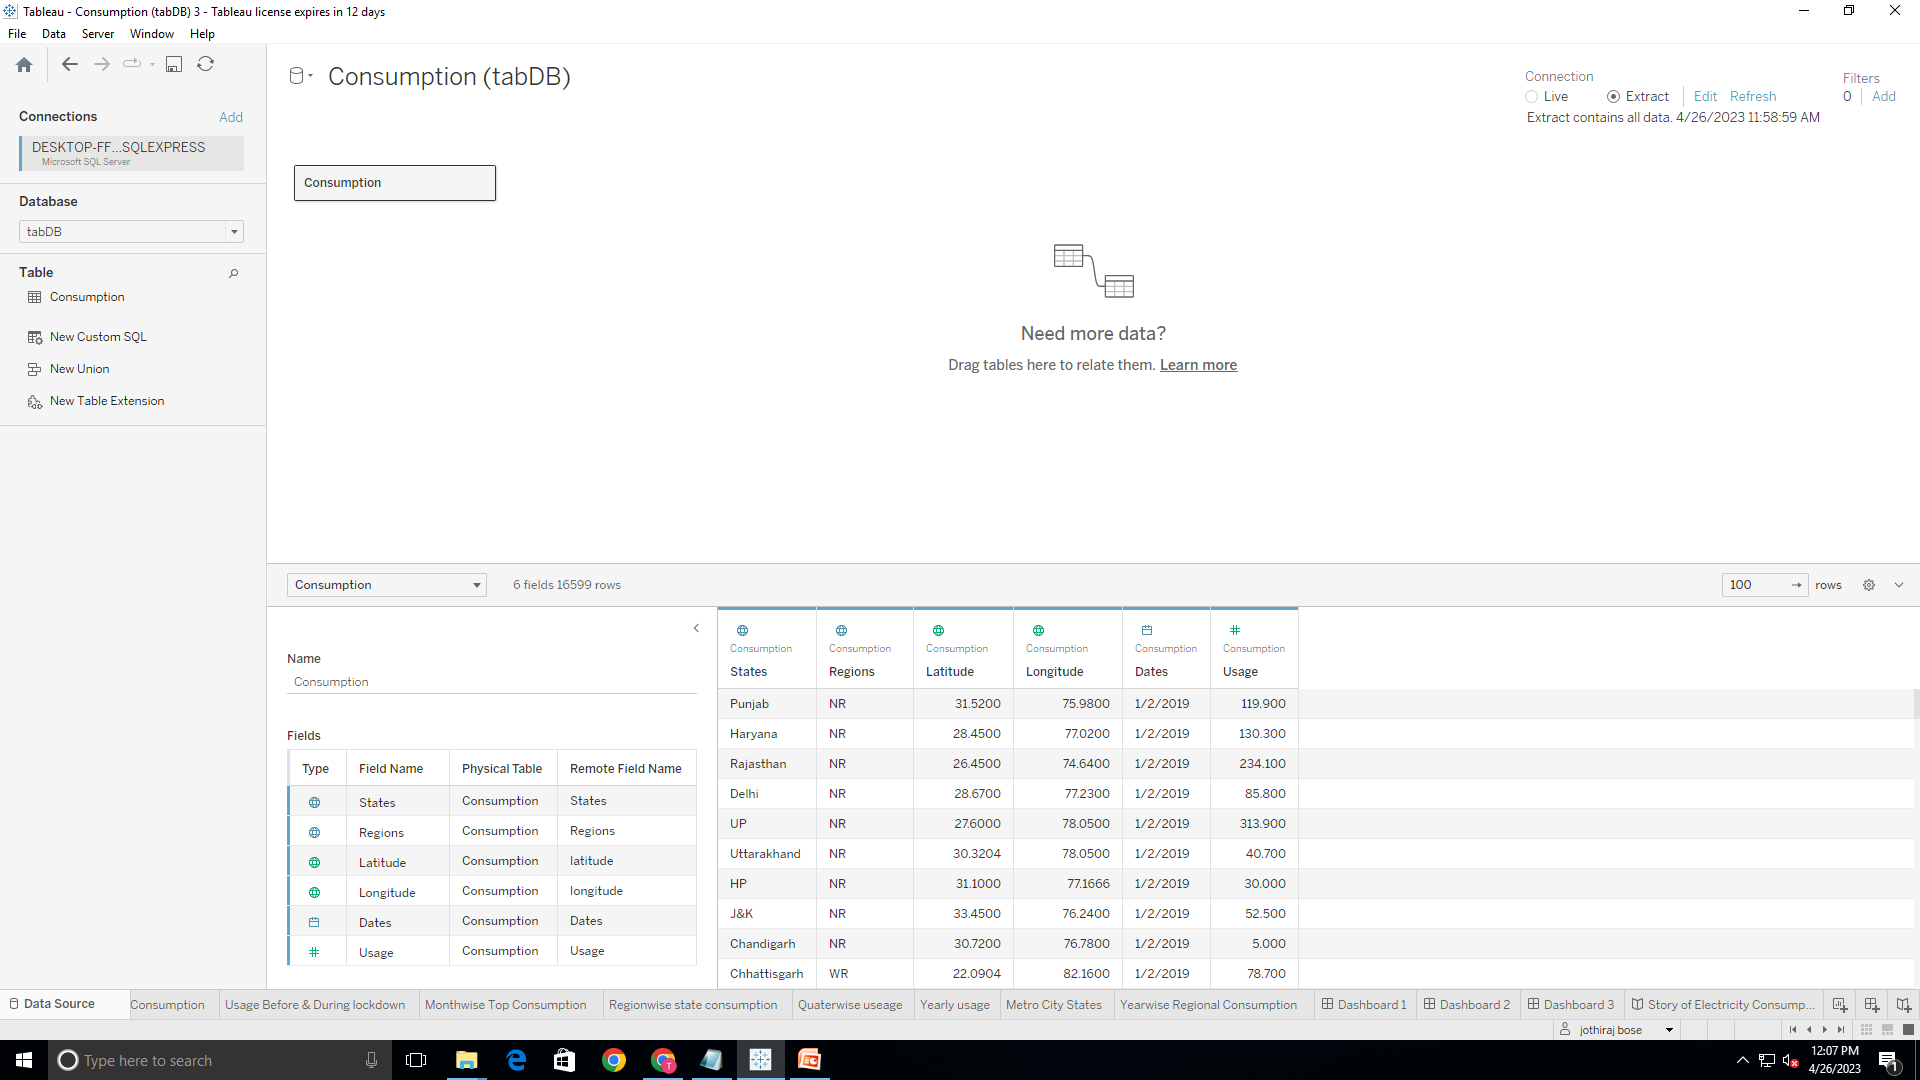 Tableau - Consumption (tabDB) 3 - Tableau license expires in 12 days
File Data Server Window Help
Consumption (tabDB)
Connection
Live Extract Edit Refresh
Extract contains all data. 4/26/2023 11:58:59 AM
Filters
0 Add
Connections Add
DESKTOP-FF...SQLEXPRESS
Microsoft SQL Server
Database
tabDB
Table
Consumption
New Custom SQL
New Union
New Table Extension
Consumption
Need more data?
Drag tables here to relate them. Learn more
Consumption 6 fields 16599 rows 100 rows
Name
Consumption
Fields
Type Field Name Physical Table Remote Field Name
States Consumption States
Regions Consumption Regions
Latitude Consumption latitude
Longitude Consumption longitude
Dates Consumption Dates
Usage Consumption Usage
Consumption Consumption Consumption Consumption Consumption Consumption
States Regions Latitude Longitude Dates Usage
Punjab NR 31.5200 75.9800 1/2/2019 119.900
Haryana NR 28.4500 77.0200 1/2/2019 130.300
Rajasthan NR 26.4500 74.6400 1/2/2019 234.100
Delhi NR 28.6700 77.2300 1/2/2019 85.800
UP NR 27.6000 78.0500 1/2/2019 313.900
Uttarakhand NR 30.3204 78.0500 1/2/2019 40.700
HP NR 31.1000 77.1666 1/2/2019 30.000
J&K NR 33.4500 76.2400 1/2/2019 52.500
Chandigarh NR 30.7200 76.7800 1/2/2019 5.000
Chhattisgarh WR 22.0904 82.1600 1/2/2019 78.700
Data Source Consumption Usage Before & During lockdown Monthwise Top Consumption Regionwise state consumption Quaterwise useage Yearly usage Metro City States Yearwise Regional Consumption Dashboard 1 Dashboard 2 Dashboard 3 Story of Electricity Consump...
jothiraj bose
Type here to search
12:07 PM
4/26/2023
1